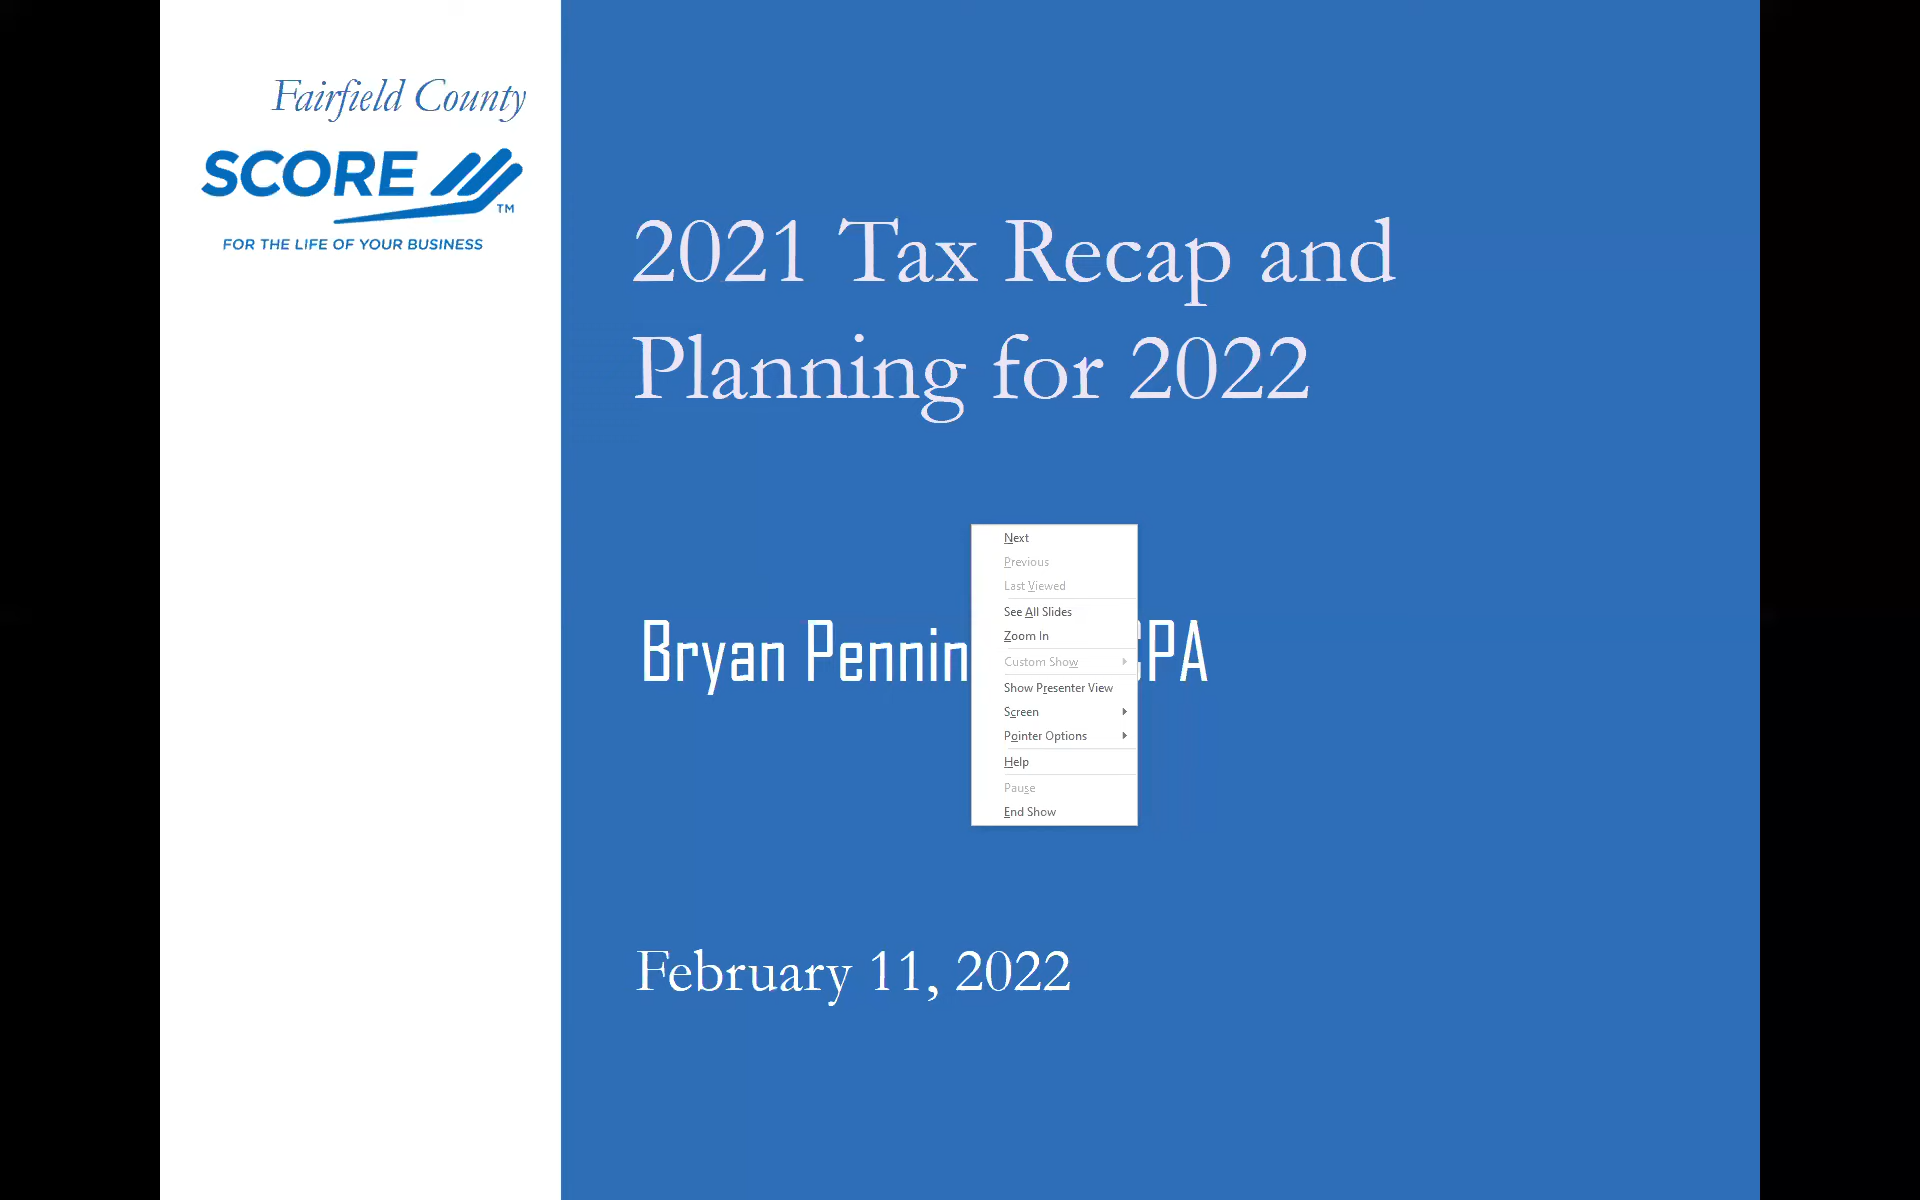 Fairfield County
SCORE
TM
FOR THE LIFE OF YOUR BUSINESS
2021 Tax Recap and
Planning for 2022
Bryan
Next
Previous
Last Viewed
See All Slides
Zoom In
Custom Show
Show Presenter View
Screen
Pointer Options
Help
Pause
End Show
February 11, 2022